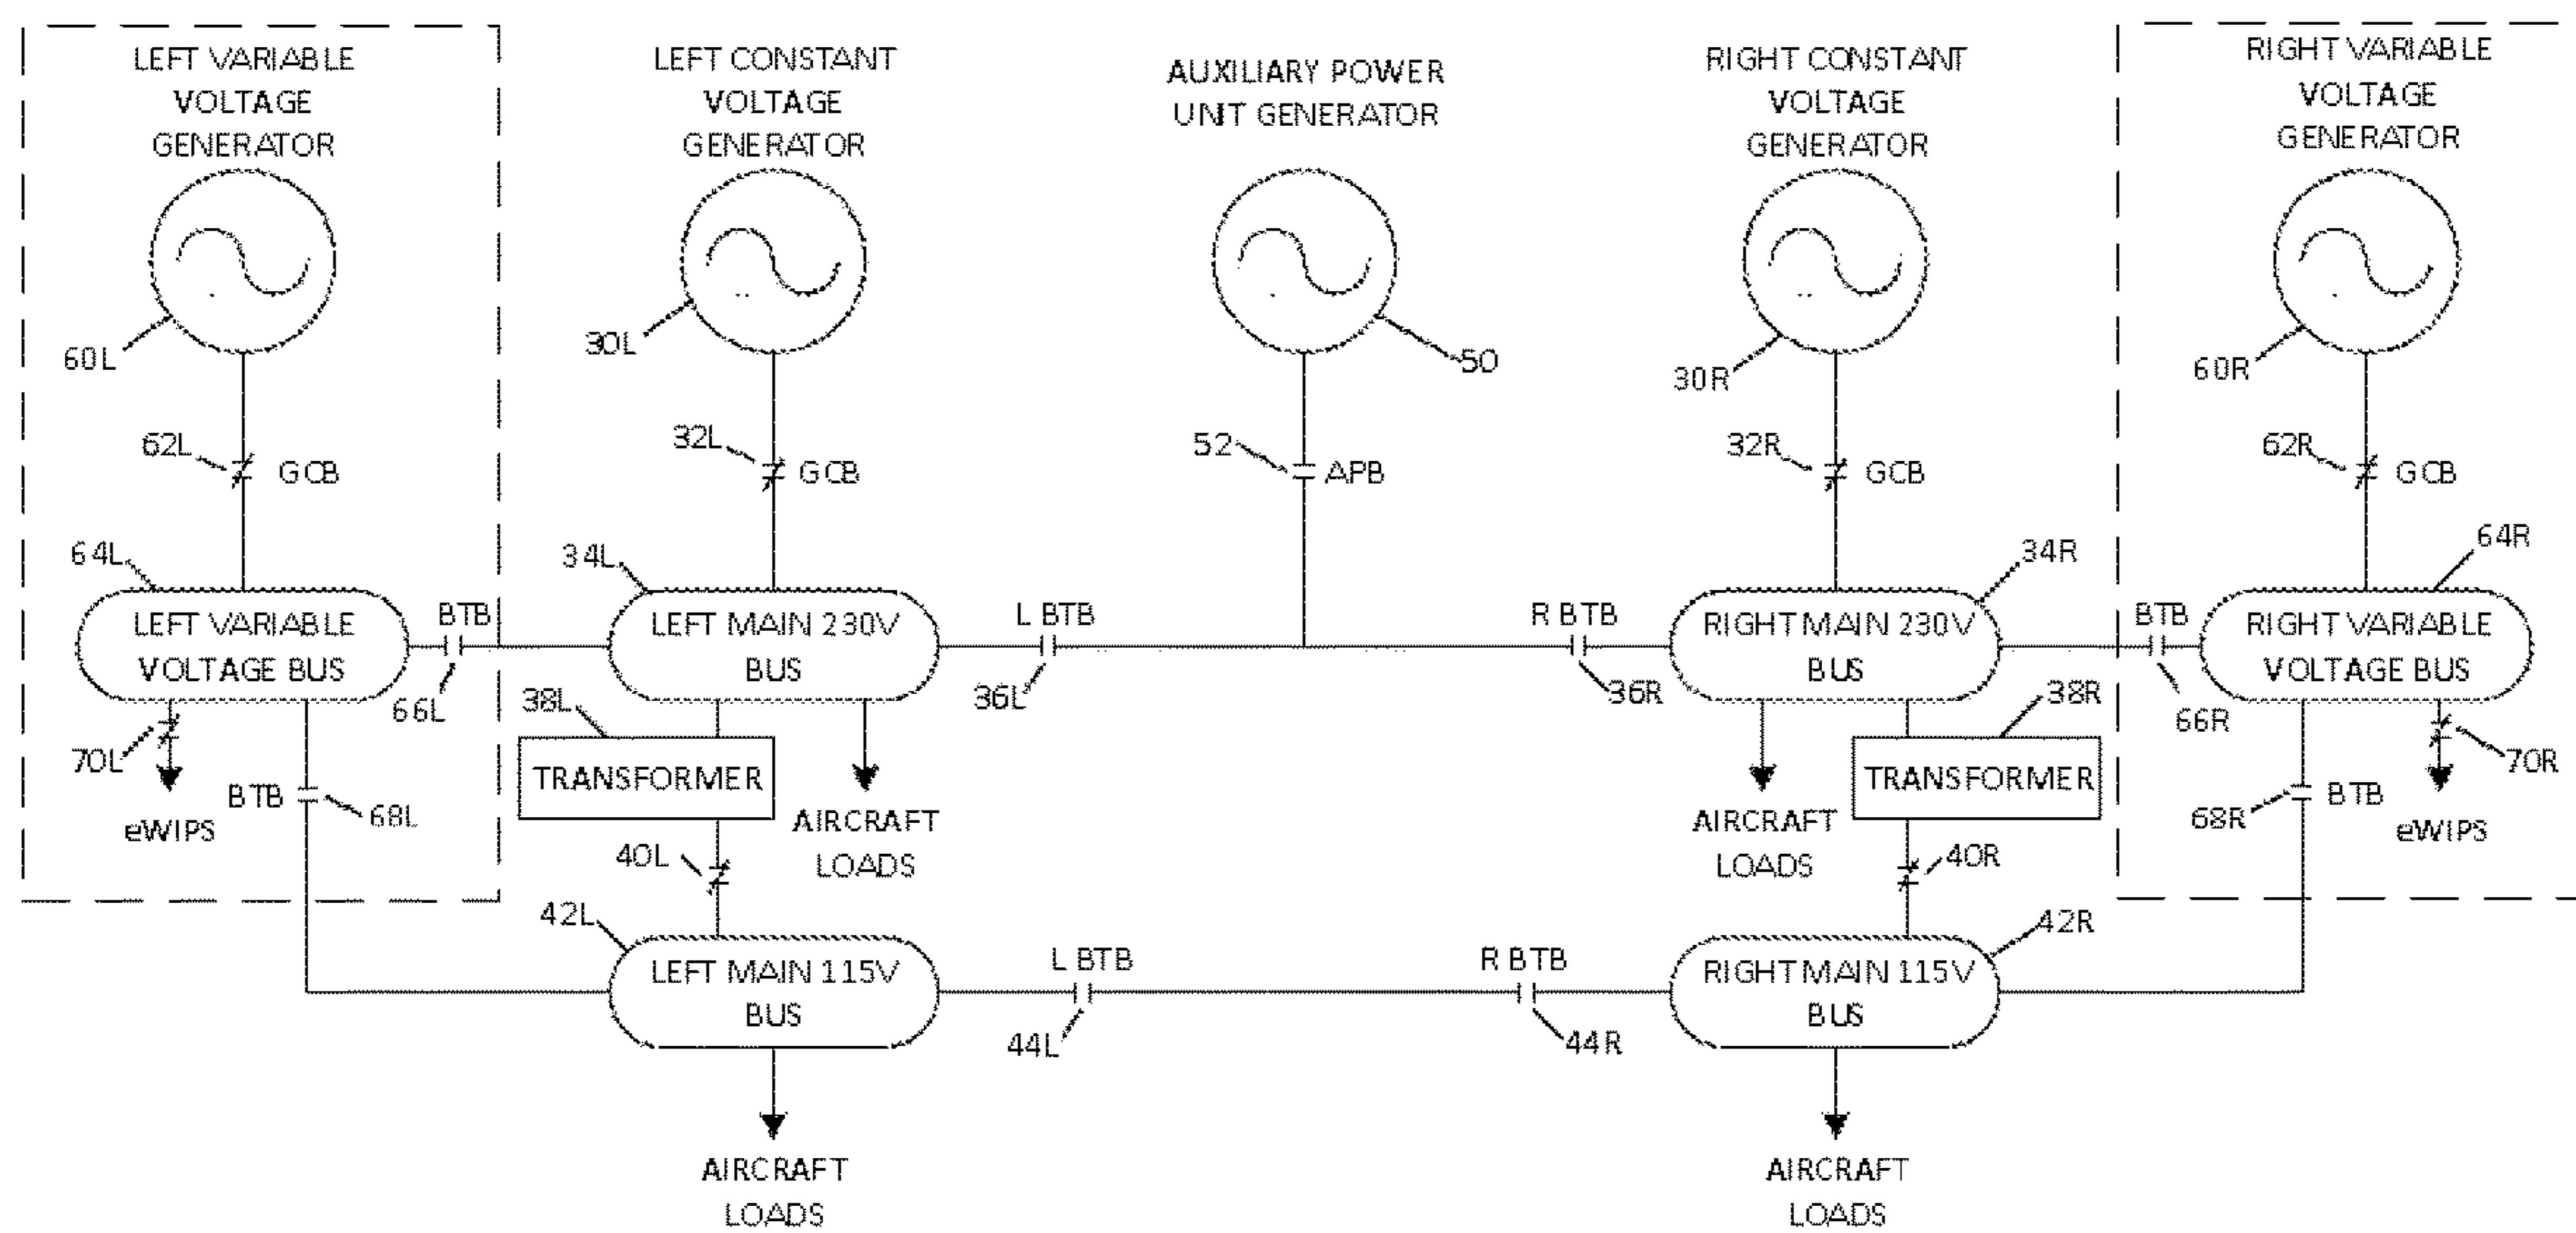 LEFT VARIABLE
VOLTAGE
GENERATOR
LEFT CONSTANT
VOLTAGE
GENERATOR
AUXILIARY POWER
UNIT GENERATOR
RIGHT CONSTANT
VOLTAGE
GENERATOR
RIGHT VARIABLE
VOLTAGE
GENERATOR
60L
30L
50
30R
60R
62L
GCB
32L
GCB
52
APB
32R
GCB
62R
GCB
64L
34L
34R
64R
LEFT VARIABLE
VOLTAGE BUS
BTB
66L
LEFT MAIN 230V
BUS
L BTB
36L
R BTB
36R
RIGHT MAIN 230V
BUS
BTB
66R
RIGHT VARIABLE
VOLTAGE BUS
70L
eWIPS
BTB
68L
38L
TRANSFORMER
AIRCRAFT
LOADS
AIRCRAFT
LOADS
38R
TRANSFORMER
68R
BTB
70R
eWIPS
40L
40R
42L
42R
LEFT MAIN 115V
BUS
L BTB
44L
R BTB
44R
RIGHT MAIN 115V
BUS
AIRCRAFT
LOADS
AIRCRAFT
LOADS